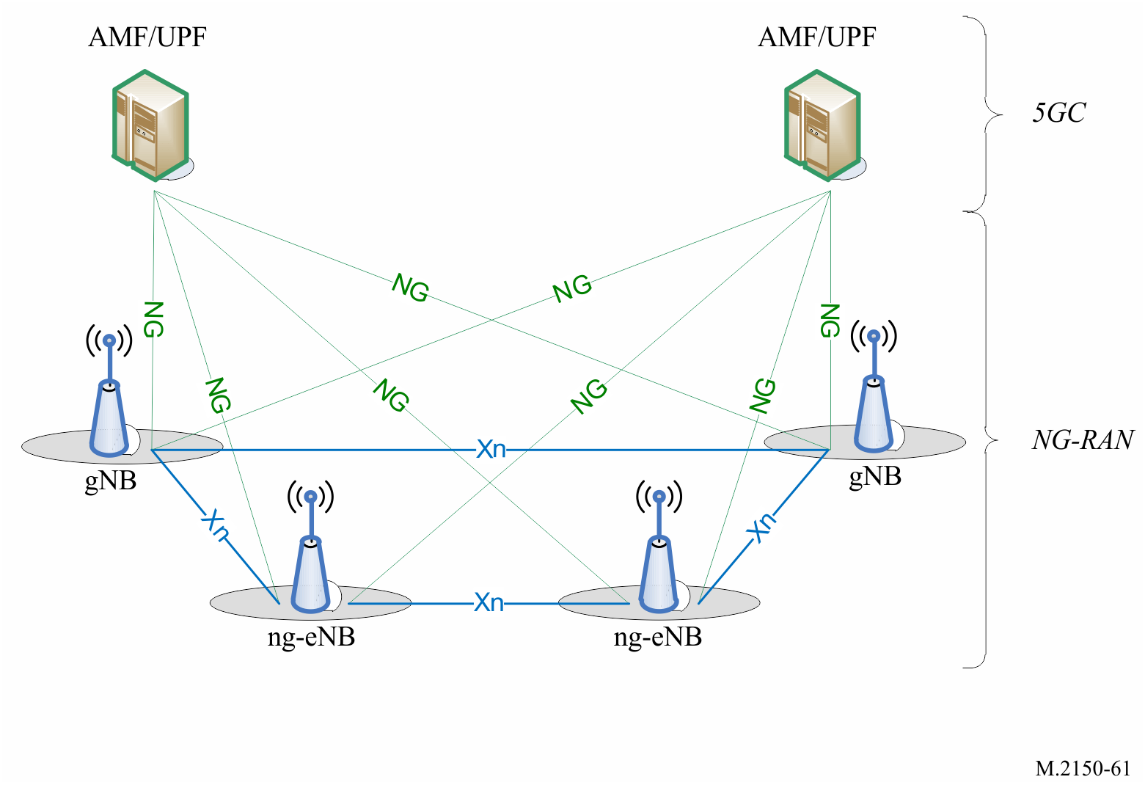 AMF/UPF
AMF/UPF
5GC
NG
NG
NG
NG
NG
NG
NG
NG
gNB
Xn
gNB
NG-RAN
Xn
Xn
Xn
ng-eNB
ng-eNB
M.2150-61